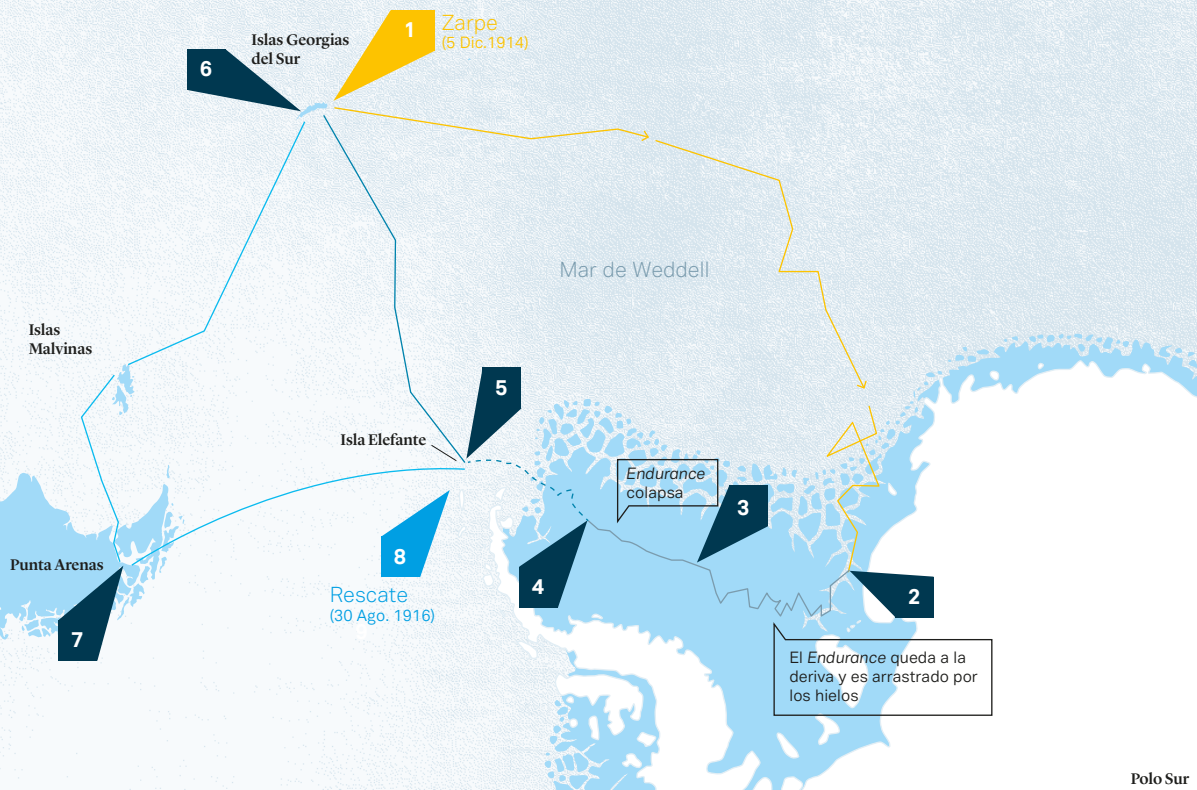 1
Zarpe
(5 Dic.1914)
Islas Georgias
del Sur
6
Mar de Weddell
Islas
Malvinas
5
Isla Elefante
Endurance
colapsa
3
8
4
Rescate
(30 Ago. 1916)
Punta Arenas
7
2
El Endurance queda a la
deriva y es arrastrado por
los hielos
Polo Sur